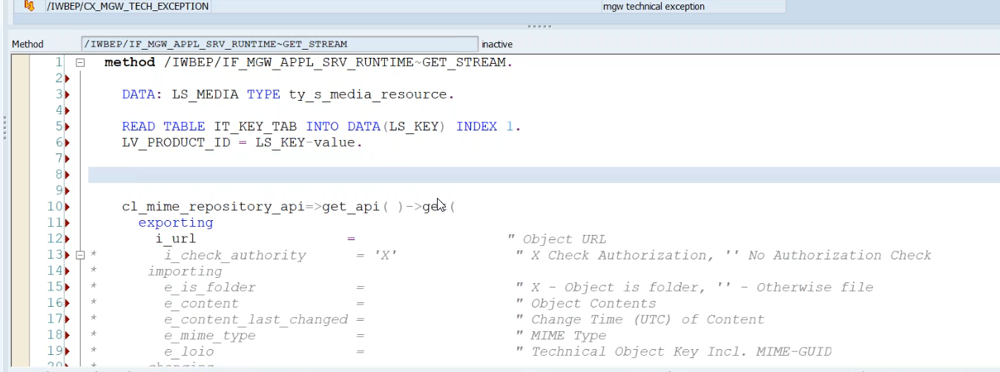 /IWBEP/CX_MGW_TECH_EXCEPTION mgw technical exception
Method /IWBEP/IF_MGW_APPL_SRV_RUNTIME~GET_STREAM inactive
1 method /IWBEP/IF_MGW_APPL_SRV_RUNTIME~GET_STREAM.
2
3 DATA: LS_MEDIA TYPE ty_s_media_resource.
4
5 READ TABLE IT_KEY_TAB INTO DATA(LS_KEY) INDEX 1.
6 LV_PRODUCT_ID = LS_KEY-value.
7
8
9
10 cl_mime_repository_api=>get_api( )->get(
11 exporting
12 i_url = " Object URL
13 * i_check_authority = 'X' " X Check Authorization, '' No Authorization Check
14 * importing
15 * e_is_folder = " X - Object is folder, '' - Otherwise file
16 * e_content = " Object Contents
17 * e_content_last_changed = " Change Time (UTC) of Content
18 * e_mime_type = " MIME Type
19 * e_loio = " Technical Object Key Incl. MIME-GUID
20 * changing